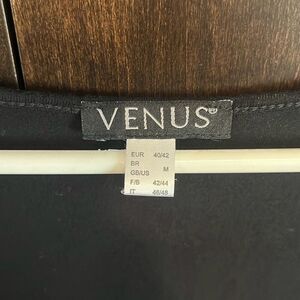 VENUS®
EUR 40/42
BR
GB/US M
F/B 42/44
IT 46/48